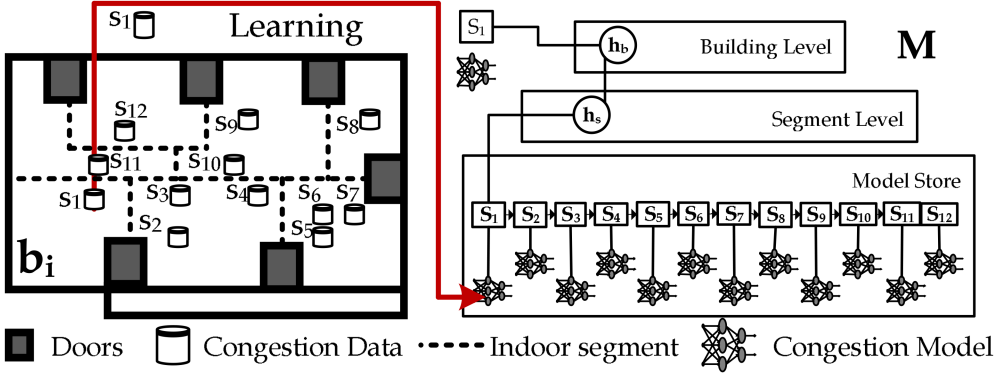 s1
Learning
s12
s9
s8
s11
s10
s1
s3
s4
s6
s7
s2
s5
bi
S1
hb
Building Level
M
hs
Segment Level
Model Store
S1 S2 S3 S4 S5 S6 S7 S8 S9 S10 S11 S12
Doors
Congestion Data
Indoor segment
Congestion Model